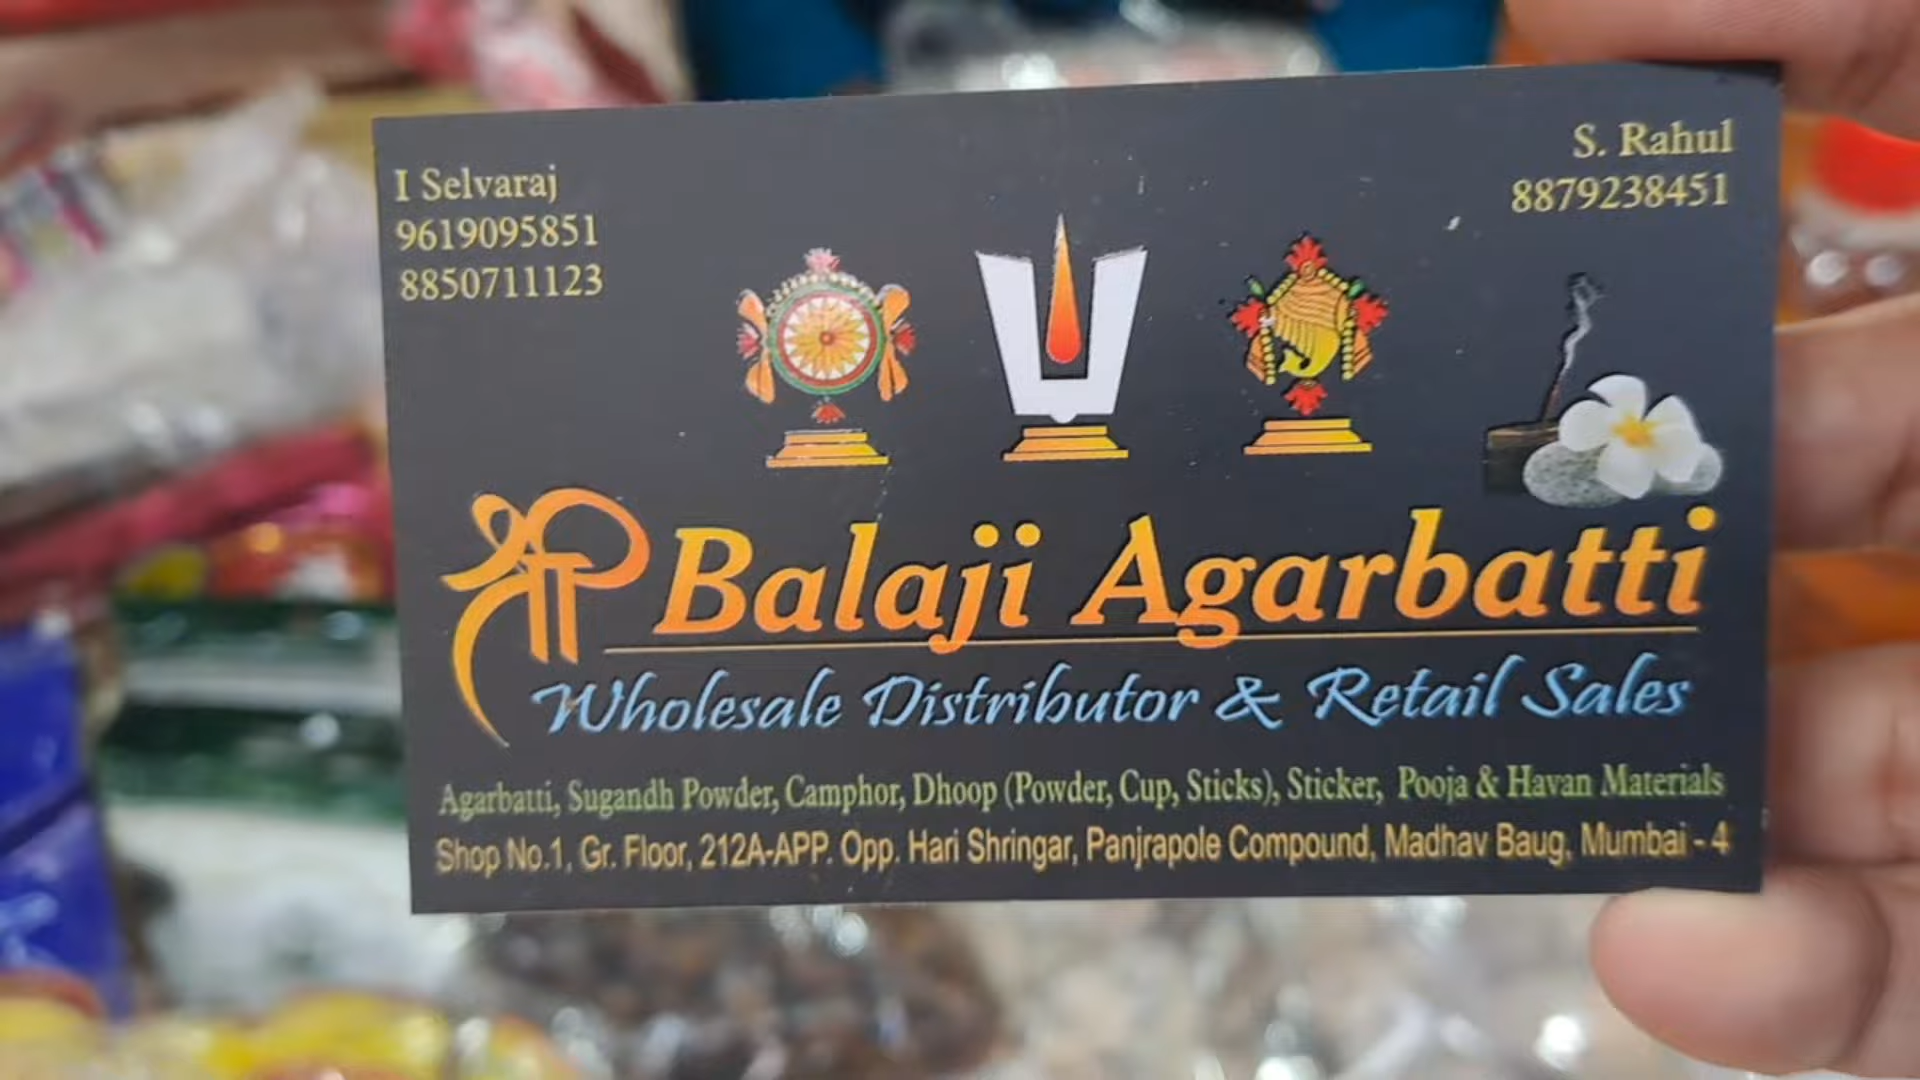 I Selvaraj
9619095851
8850711123
S. Rahul
8879238451
श्री Balaji Agarbatti
Wholesale Distributor & Retail Sales
Agarbatti, Sugandh Powder, Camphor, Dhoop (Powder, Cup, Sticks), Sticker, Pooja & Havan Materials
Shop No.1, Gr. Floor, 212A-APP. Opp. Hari Shringar, Panjrapole Compound, Madhav Baug, Mumbai - 4